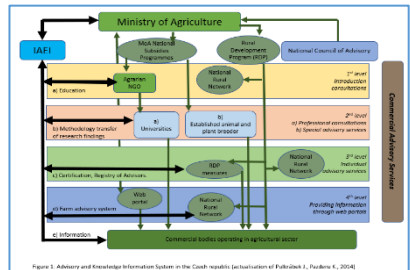 Ministry of Agriculture
IAEI
MoA National
Subsidies
Programmes
Rural
Development
Program (RDP)
National Council of Advisory
Agrarian
NGO
National
Rural
Network
1st level
Introduction
consultations
a) Education
a)
Universities
b)
Established animal and
plant breeder
2nd level
a) Professional consultations
b) Special advisory services
b) Methodology transfer
of research findings
RDP
measures
National
Rural
Network
3rd level
Individual
advisory services
c) Certification, Registry of Advisors
Web
portal
National
Rural
Network
4th level
Providing information
through web portals
d) Farm advisory system
e) Information
Commercial bodies operating in agricultural sector
Commercial Advisory Services
Figure 1. Advisory and Knowledge Information System in the Czech republic (actualisation of Pulkrábek J., Pazderů K., 2014)